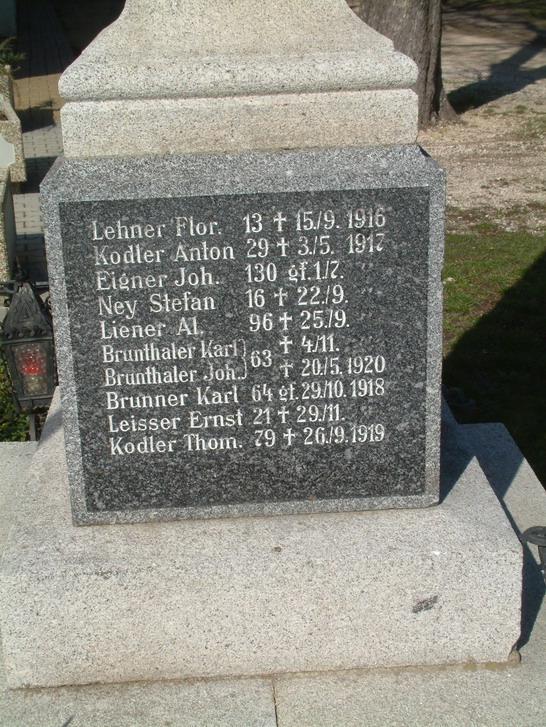 Lehner Flor. 13 ✝ 15./9. 1916
Kodler Anton 29 ✝ 3./5. 1917
Eigner Joh. 130 gf. 1./7.
Ney Stefan 16 ✝ 22./9.
Liener Al. 96 ✝ 25./9.
Brunthaler Karl } 63 ✝ 4/11.
Brunthaler Joh. } ✝ 20/5. 1920
Brunner Karl 64 gf. 29./10. 1918
Leisser Ernst 21 ✝ 29./11.
Kodler Thom. 79 ✝ 26./9. 1919